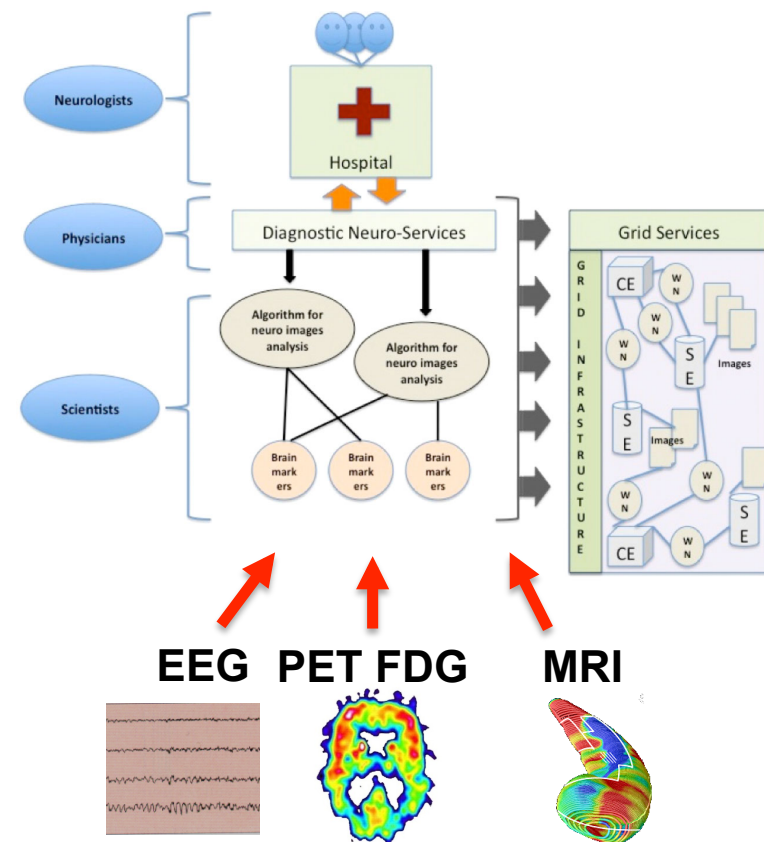 Neurologists
Hospital
Physicians
Diagnostic Neuro-Services
Grid Services
Scientists
Algorithm for
neuro images
analysis
Algorithm for
neuro images
analysis
Brain
mark
ers
Brain
mark
ers
Brain
mark
ers
G
R
I
D
I
N
F
R
A
S
T
R
U
C
T
U
R
E
CE
W
N
W
N
W
N
S
E
Images
S
E
Images
W
N
W
N
S
E
CE
W
N
EEG PET FDG MRI